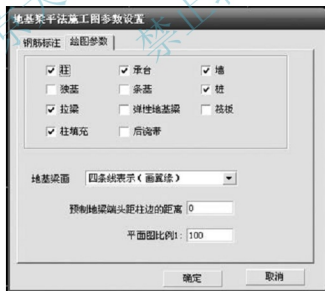 地基梁平法施工图参数设置
钢筋标注 绘图参数
柱 承台 墙
独基 条基 桩
拉梁 弹性地基梁 筏板
柱填充 后浇带
地基梁画 四条线表示(画翼缘)
预制地梁端头距柱边的距离 0
平面图比例1: 100
确定 取消